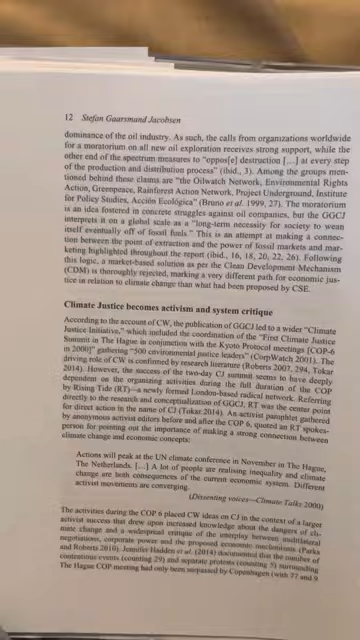 12 Stefan Gaarsmand Jacobsen
dominance of the oil industry. As such, the calls from organizations worldwide
for a moratorium on all new oil exploration receives strong support, while the
other end of the spectrum measures to “oppos[e] destruction [...] at every step
of the production and distribution process” (ibid., 3). Among the groups men-
tioned behind these claims are “the Oilwatch Network, Environmental Rights
Action, Greenpeace, Rainforest Action Network, Project Underground, Institute
for Policy Studies, Acción Ecológica” (Bruno et al. 1999, 27). The moratorium
is an idea fostered in concrete struggles against oil companies, but the GGCJ
interprets it on a global scale as a “long-term necessity for society to wean
itself eventually off of fossil fuels.” This is an attempt at making a connec-
tion between the point of extraction and the power of fossil markets and mar-
keting highlighted throughout the report (ibid., 16, 18, 20, 22, 26). Following
this logic, a market-based solution as per the Clean Development Mechanism
(CDM) is thoroughly rejected, marking a very different path for economic jus-
tice in relation to climate change than what had been proposed by CSE.
Climate Justice becomes activism and system critique
According to the account of CW, the publication of GGCJ led to a wider “Climate
Justice Initiative,” which included the coordination of the “First Climate Justice
Summit in The Hague in conjunction with the Kyoto Protocol meetings [COP-6
in 2000]” gathering “500 environmental justice leaders” (CorpWatch 2001). The
driving role of CW is confirmed by research literature (Roberts 2007, 294, Tokar
2014). However, the success of the two-day CJ summit seems to have deeply
dependent on the organizing activities during the full duration of the COP
by Rising Tide (RT)—a newly formed London-based radical network. Referring
directly to the research and conceptualization of GGCJ, RT was the center point
for direct action in the name of CJ (Tokar 2014). An activist pamphlet gathered
by anonymous activist editors before and after the COP 6, quoted an RT spokes-
person for pointing out the importance of making a strong connection between
climate change and economic concepts:
Actions will peak at the UN climate conference in November in The Hague,
The Netherlands. [...] A lot of people are realising inequality and climate
change are both consequences of the current economic system. Different
activist movements are converging.
(Dissenting voices—Climate Talks 2000)
The activities during the COP 6 placed CW ideas on CJ in the context of a larger
activist success that drew upon increased knowledge about the dangers of cli-
mate change and a widespread critique of the interplay between multilateral
negotiations, corporate power and the proposed economic mechanisms (Parks
and Roberts 2010). Jennifer Hadden et al. (2014) documented that the number of
contentious events (counting 29) and separate protests (counting 5) surrounding
The Hague COP meeting had only been surpassed by Copenhagen (with 77 and 9